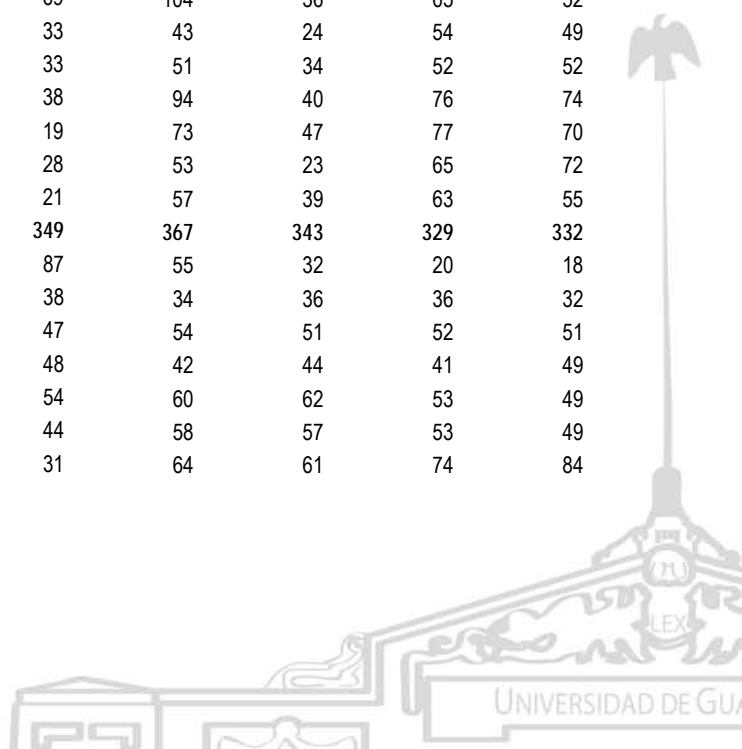 104
33 43 24 54 49
33 51 34 52 52
38 94 40 76 74
19 73 47 77 70
28 53 23 65 72
21 57 39 63 55
349 367 343 329 332
87 55 32 20 18
38 34 36 36 32
47 54 51 52 51
48 42 44 41 49
54 60 62 53 49
44 58 57 53 49
31 64 61 74 84
LEX
UNIVERSIDAD DE